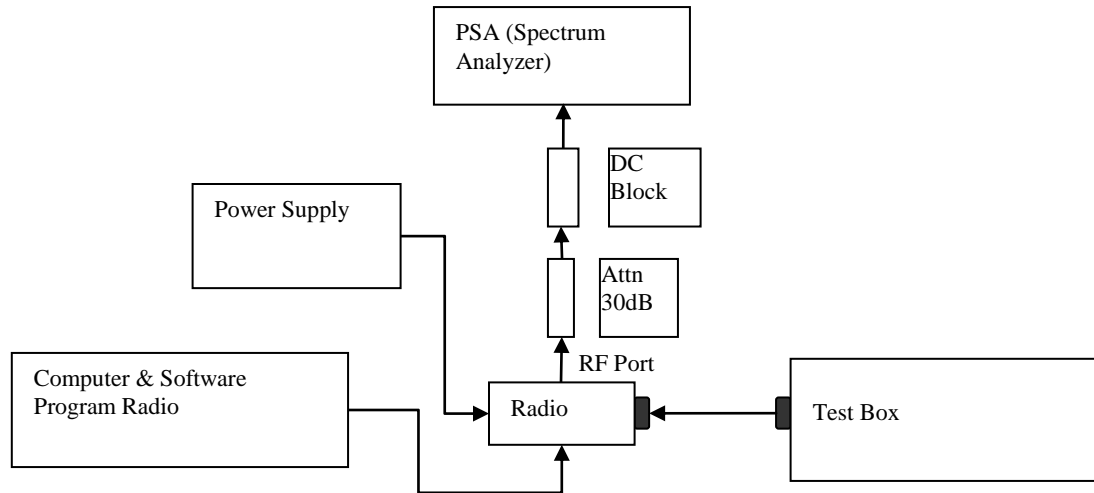 PSA (Spectrum
Analyzer)
DC
Block
Power Supply
Attn
30dB
RF Port
Computer & Software
Program Radio
Radio
Test Box